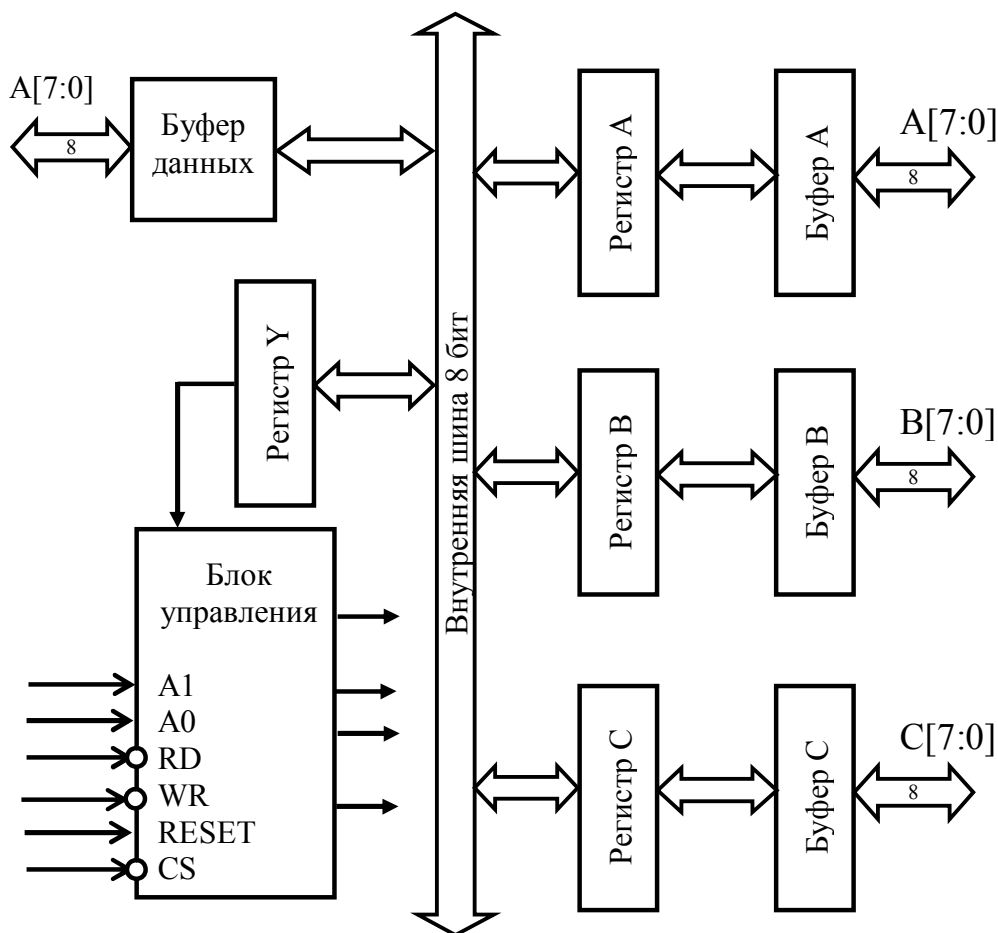 A[7:0]
8
Буфер
данных
Регистр Y
Блок
управления
A1
A0
RD
WR
RESET
CS
Внутренняя шина 8 бит
Регистр A
Буфер A
A[7:0]
8
Регистр B
Буфер B
B[7:0]
8
Регистр C
Буфер C
C[7:0]
8